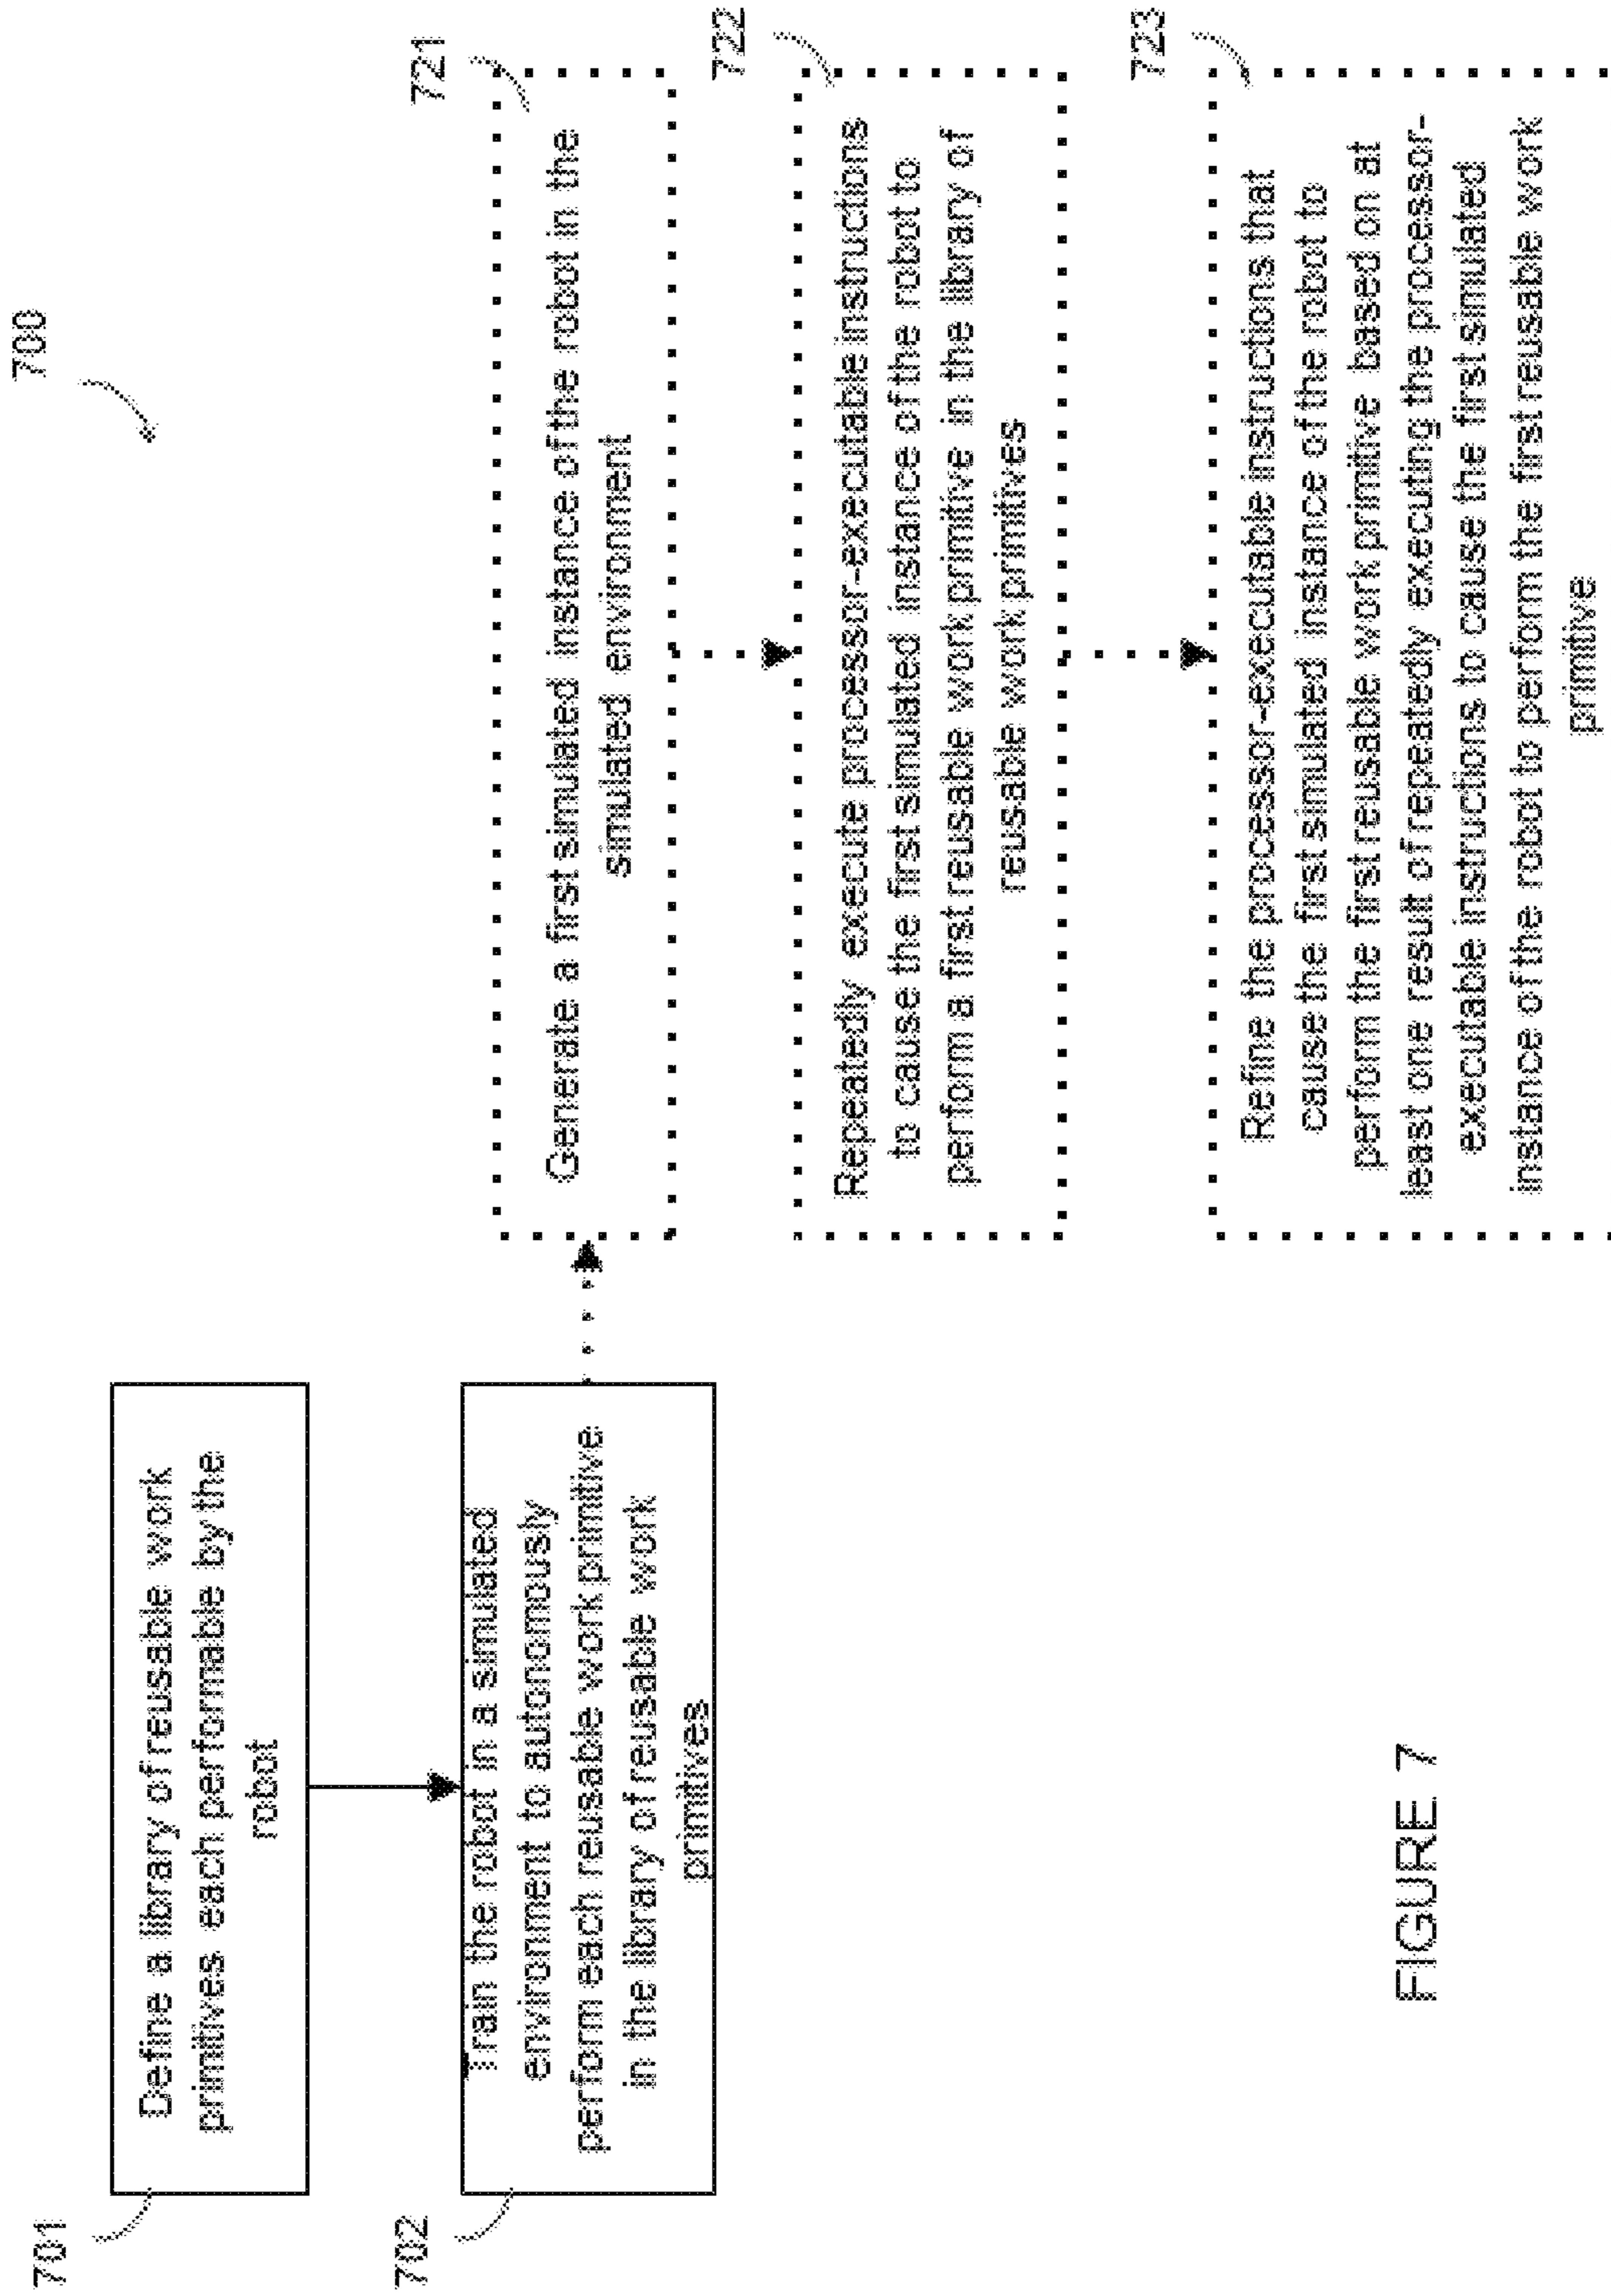 700
701
Define a library of reusable work
primitives each performable by the
robot
702
Train the robot in a simulated
environment to autonomously
perform each reusable work primitive
in the library of reusable work
primitives
721
Generate a first simulated instance of the robot in the
simulated environment
722
Repeatedly execute processor-executable instructions
to cause the first simulated instance of the robot to
perform a first reusable work primitive in the library of
reusable work primitives
723
Refine the processor-executable instructions that
cause the first simulated instance of the robot to
perform the first reusable work primitive based on at
least one result of repeatedly executing the processor-
executable instructions to cause the first simulated
instance of the robot to perform the first reusable work
primitive
FIGURE 7